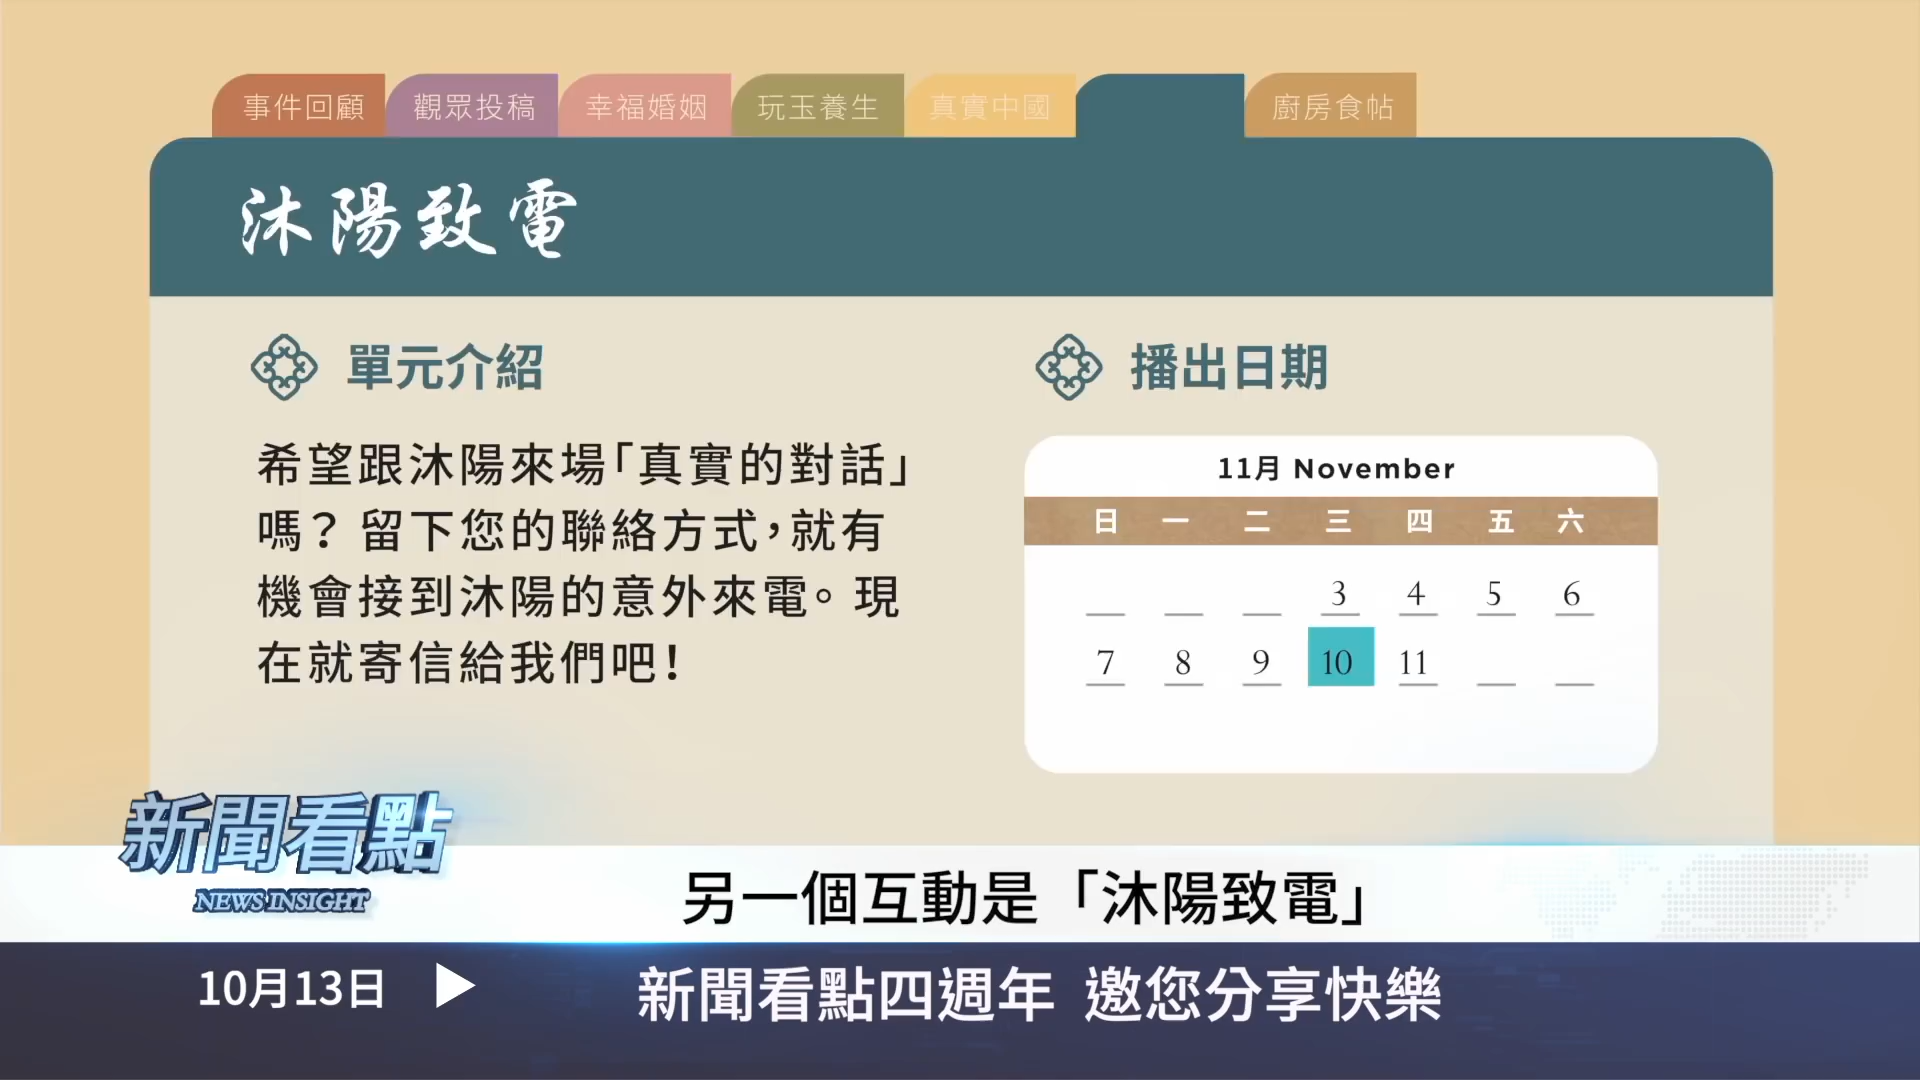 事件回顧 觀眾投稿 幸福婚姻 玩玉養生 真實中國 廚房食帖
沐陽致電
單元介紹
希望跟沐陽來場「真實的對話」
嗎？留下您的聯絡方式，就有
機會接到沐陽的意外來電。現
在就寄信給我們吧！
播出日期
11月 November
日 一 二 三 四 五 六
3 4 5 6
7 8 9 10 11
新聞看點
NEWS INSIGHT
另一個互動是「沐陽致電」
10月13日
新聞看點四週年 邀您分享快樂